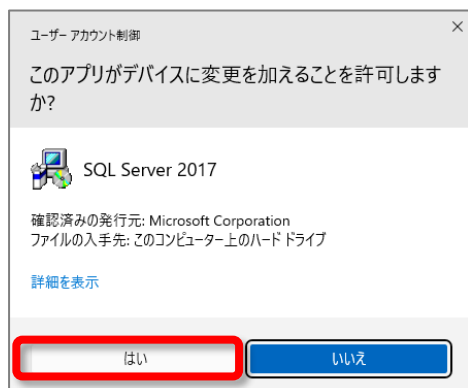 ユーザー アカウント制御
このアプリがデバイスに変更を加えることを許可します
か?
SQL Server 2017
確認済みの発行元: Microsoft Corporation
ファイルの入手先: このコンピューター上のハード ドライブ
詳細を表示
はい
いいえ